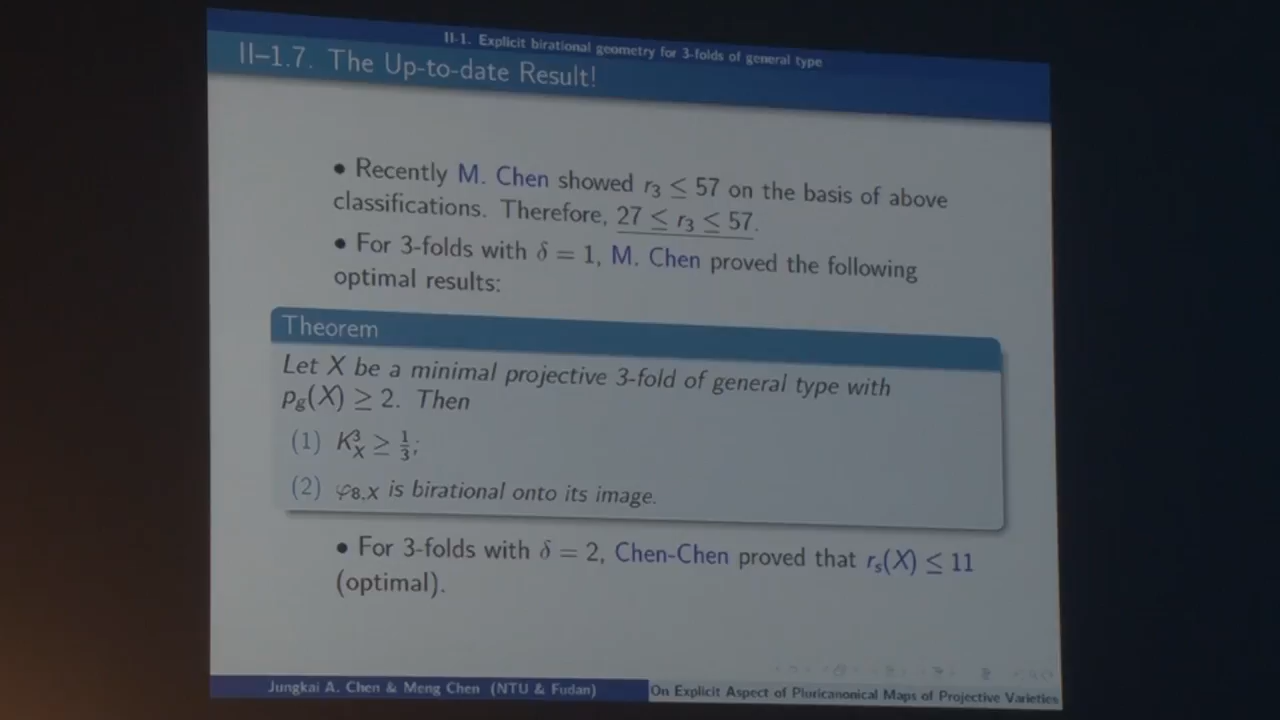 II-1. Explicit birational geometry for 3-folds of general type
II–1.7. The Up-to-date Result!
• Recently M. Chen showed r₃ ≤ 57 on the basis of above
classifications. Therefore, 27 ≤ r₃ ≤ 57.
• For 3-folds with δ = 1, M. Chen proved the following
optimal results:
Theorem
Let X be a minimal projective 3-fold of general type with
p_g(X) ≥ 2. Then
(1) K_X^3 ≥ 1/3;
(2) φ_{8,X} is birational onto its image.
• For 3-folds with δ = 2, Chen-Chen proved that r_s(X) ≤ 11
(optimal).
Jungkai A. Chen & Meng Chen (NTU & Fudan)
On Explicit Aspect of Pluricanonical Maps of Projective Varieties